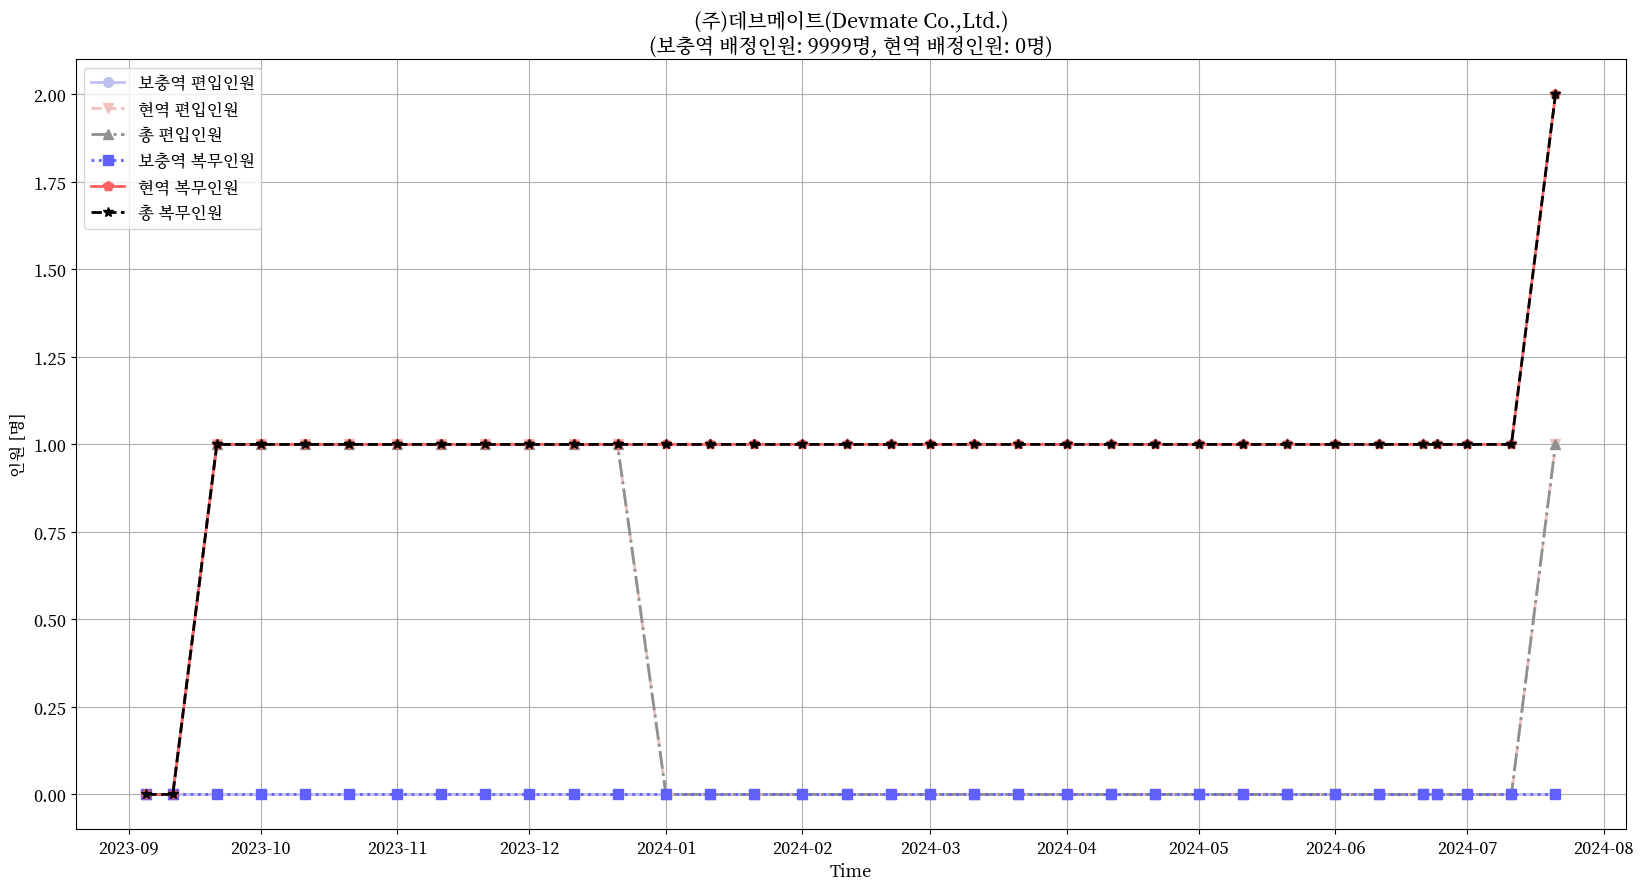 (주)데브메이트(Devmate Co.,Ltd.)
(보충역 배정인원: 9999명, 현역 배정인원: 0명)
보충역 편입인원
현역 편입인원
총 편입인원
보충역 복무인원
현역 복무인원
총 복무인원
2.00
1.75
1.50
1.25
1.00
0.75
0.50
0.25
0.00
인원 [명]
2023-09 2023-10 2023-11 2023-12 2024-01 2024-02 2024-03 2024-04 2024-05 2024-06 2024-07 2024-08
Time